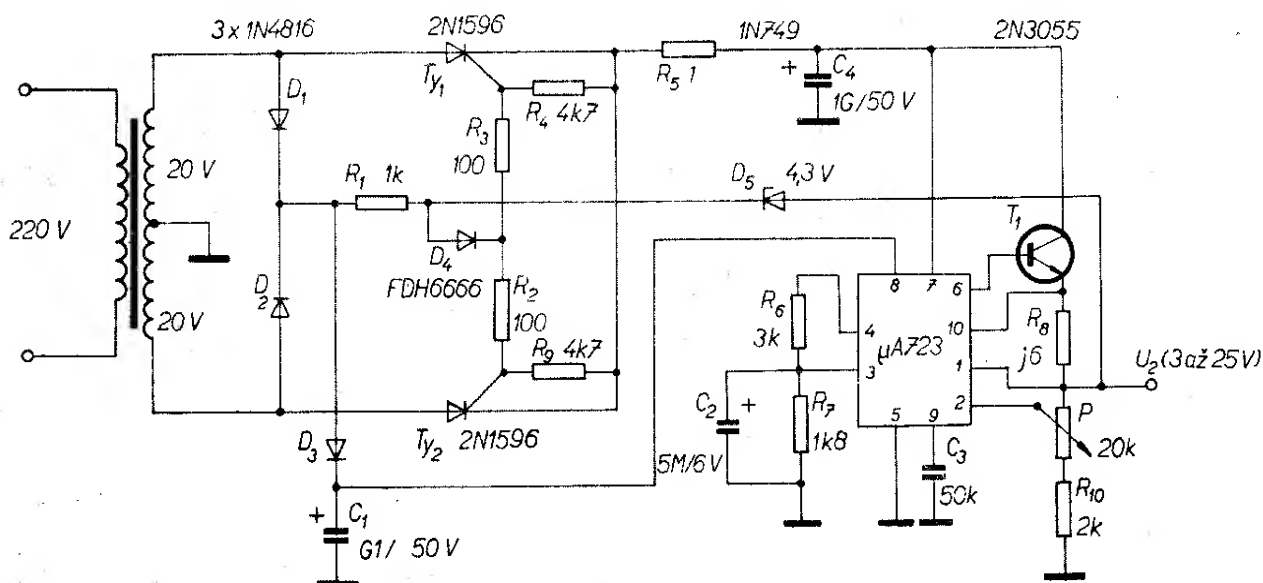 3 x 1N4816
2N1596
1N749
2N3055
D1
Ty1
R4 4k7
R5 1
+ C4
1G/50 V
20 V
R3
100
R1 1k
D5 4,3 V
T1
220 V
D4
FDH6666
D2
20 V
R2
100
R9 4k7
R6
3k
8 7 6
4 10
µA723
3 1
2
5 9
R8
j6
U2 (3 až 25V)
C2 +
5M/6 V
R7
1k8
P
20k
C3
50k
R10
2k
D3
Ty2 2N1596
+ C1
G1/ 50 V